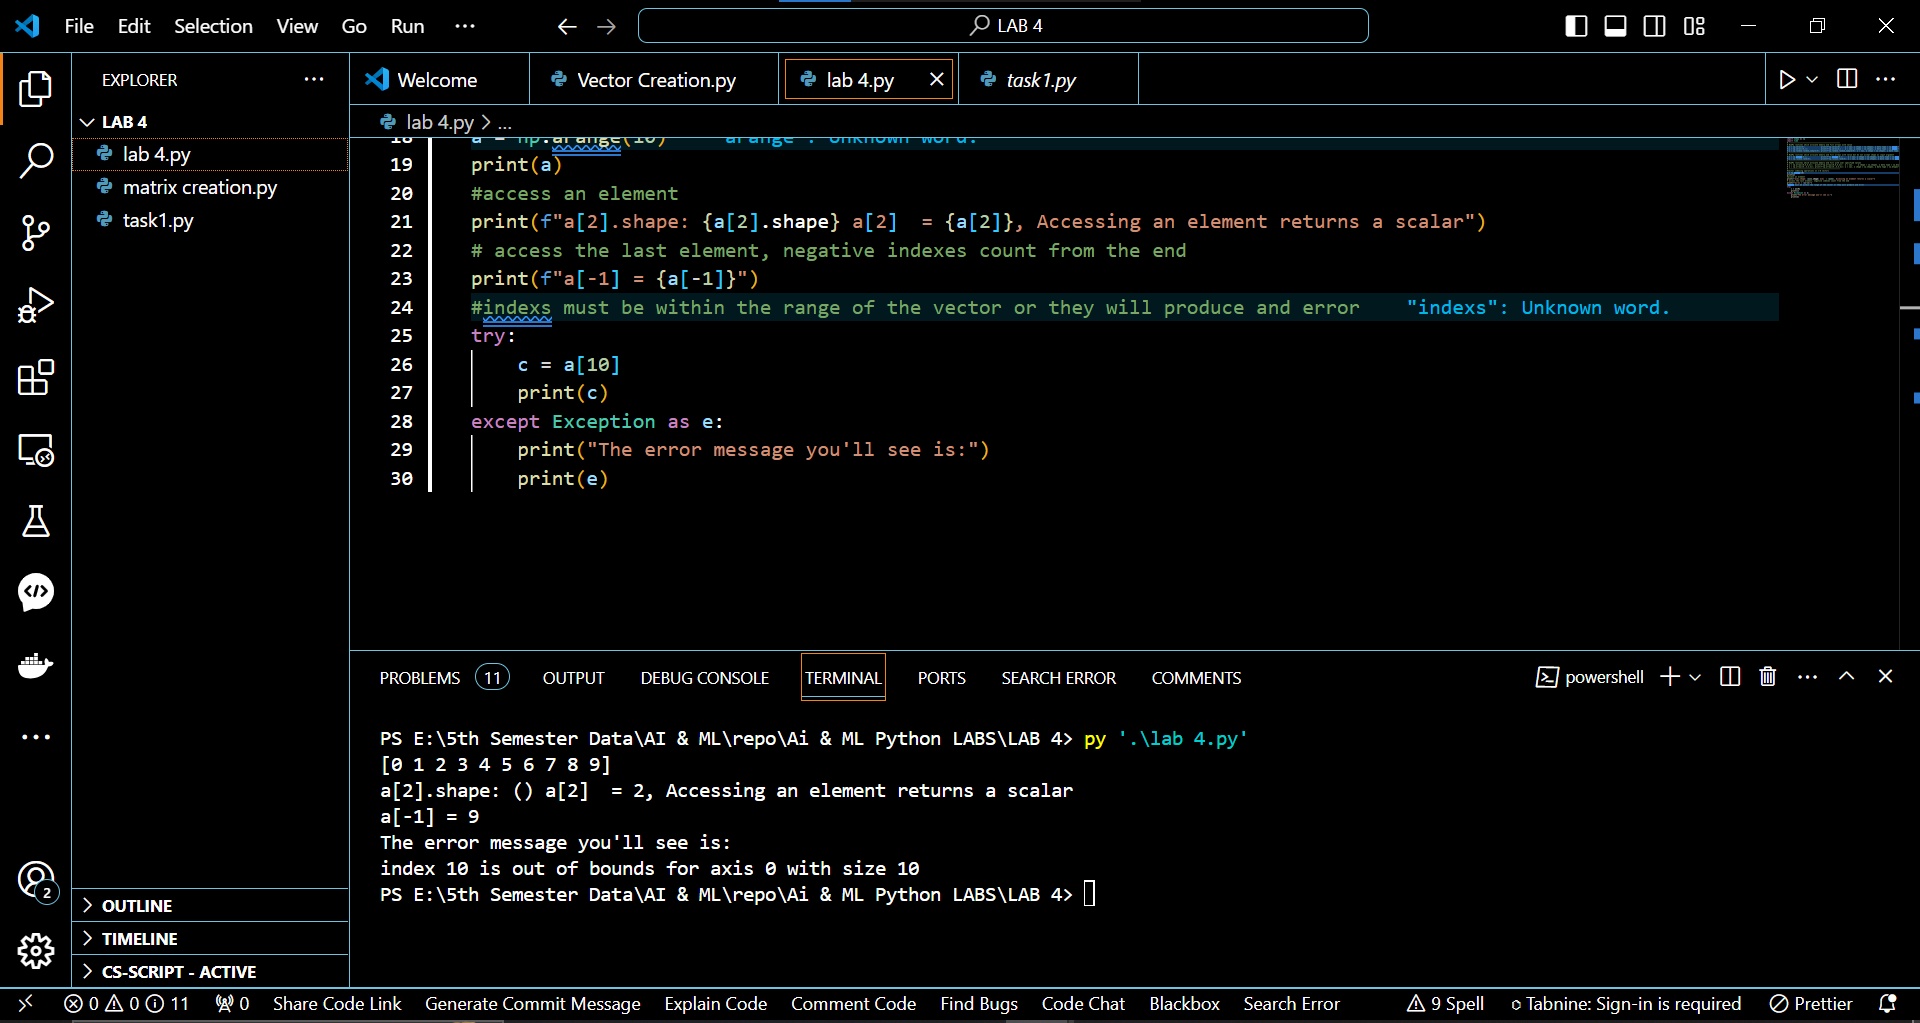 File Edit Selection View Go Run ···
LAB 4
EXPLORER
Welcome
Vector Creation.py
lab 4.py
task1.py
LAB 4
lab 4.py
matrix creation.py
task1.py
lab 4.py > ...
18 a = np.arange(10) "arange": Unknown word.
19 print(a)
20 #access an element
21 print(f"a[2].shape: {a[2].shape} a[2]  = {a[2]}, Accessing an element returns a scalar")
22 # access the last element, negative indexes count from the end
23 print(f"a[-1] = {a[-1]}")
24 #indexs must be within the range of the vector or they will produce and error "indexs": Unknown word.
25 try:
26 c = a[10]
27 print(c)
28 except Exception as e:
29 print("The error message you'll see is:")
30 print(e)
PROBLEMS 11 OUTPUT DEBUG CONSOLE TERMINAL PORTS SEARCH ERROR COMMENTS
powershell
PS E:\5th Semester Data\AI & ML\repo\Ai & ML Python LABS\LAB 4> py '.\lab 4.py'
[0 1 2 3 4 5 6 7 8 9]
a[2].shape: () a[2]  = 2, Accessing an element returns a scalar
a[-1] = 9
The error message you'll see is:
index 10 is out of bounds for axis 0 with size 10
PS E:\5th Semester Data\AI & ML\repo\Ai & ML Python LABS\LAB 4>
2
OUTLINE
TIMELINE
CS-SCRIPT - ACTIVE
0 0 11 0 Share Code Link Generate Commit Message Explain Code Comment Code Find Bugs Code Chat Blackbox Search Error 9 Spell Tabnine: Sign-in is required Prettier